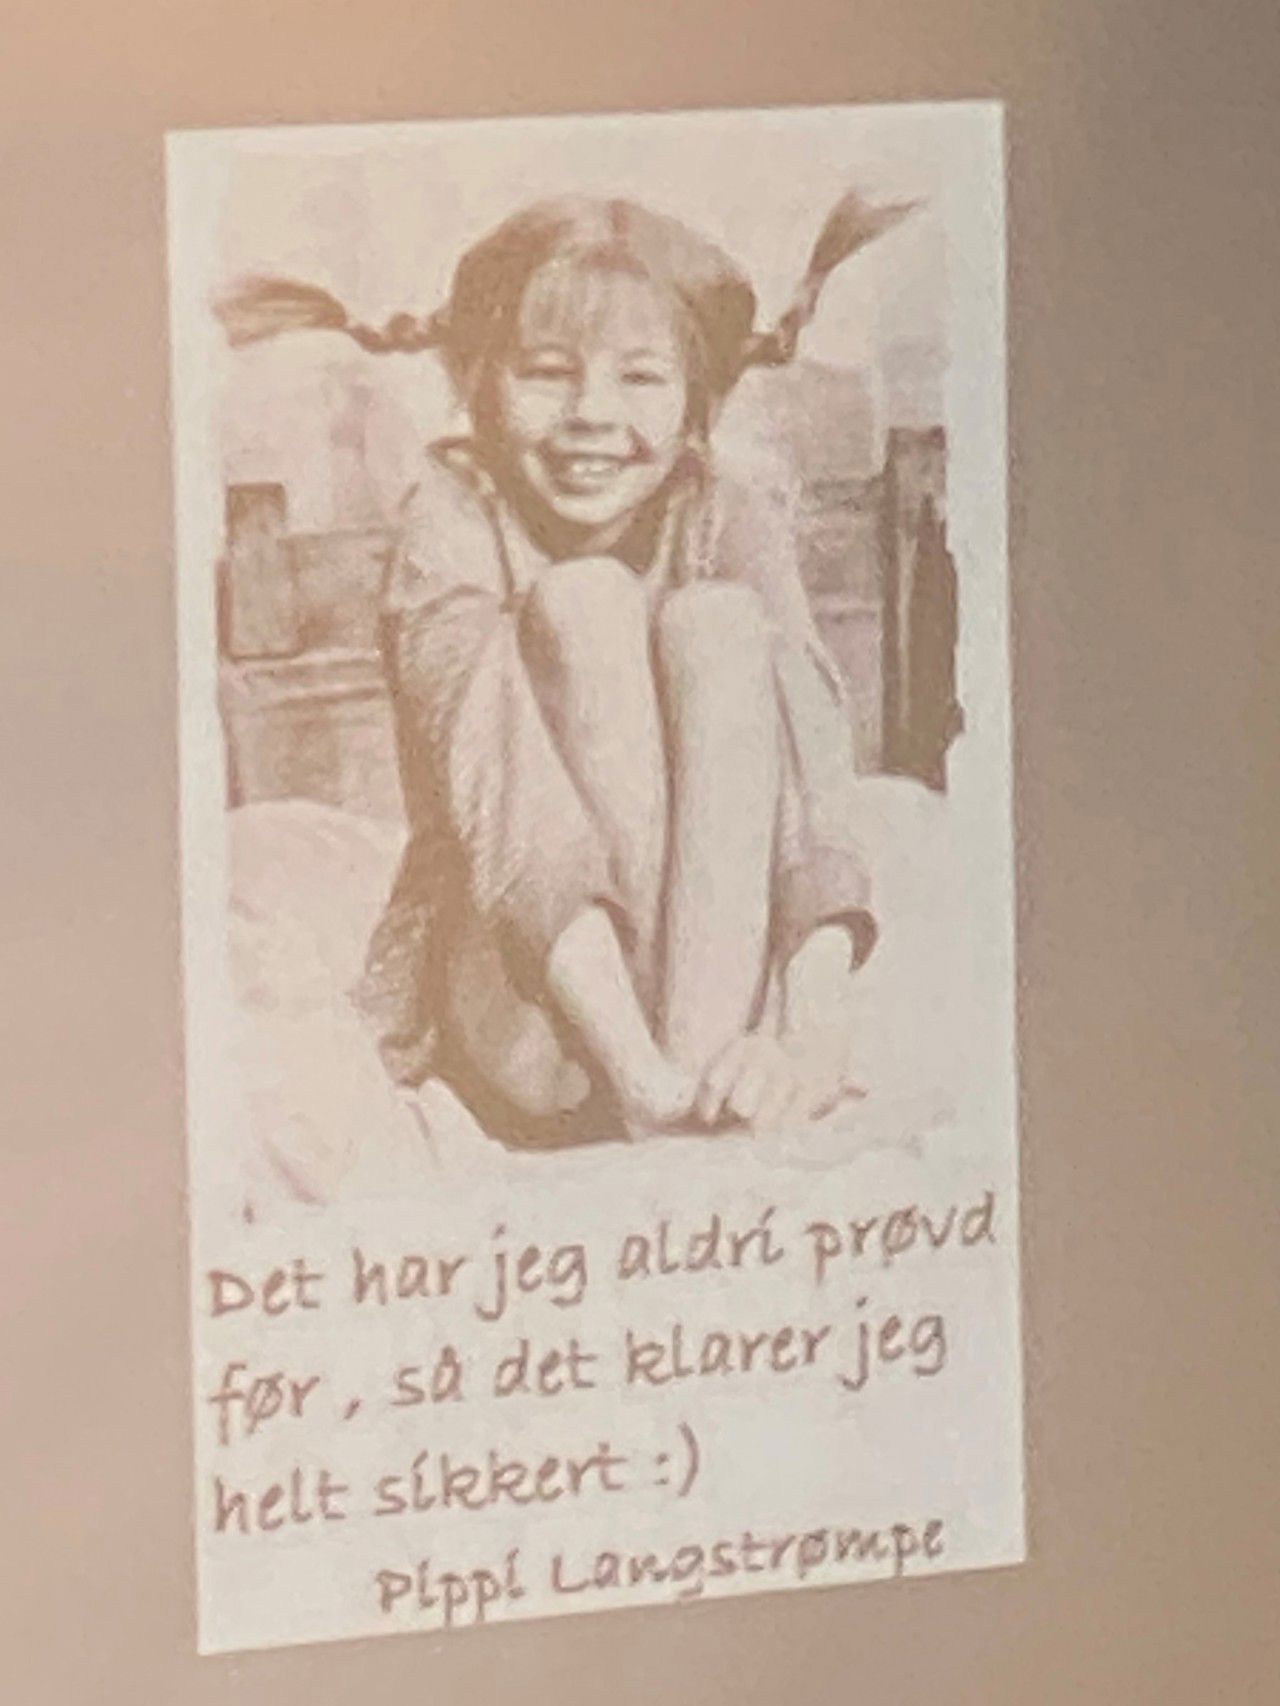 Det har jeg aldri prøvd
før , så det klarer jeg
helt sikkert :)
Pippi Langstrømpe